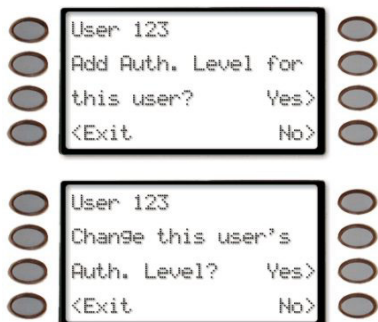 User 123
Add Auth. Level for
this user? Yes>
<Exit No>
User 123
Change this user's
Auth. Level? Yes>
<Exit No>